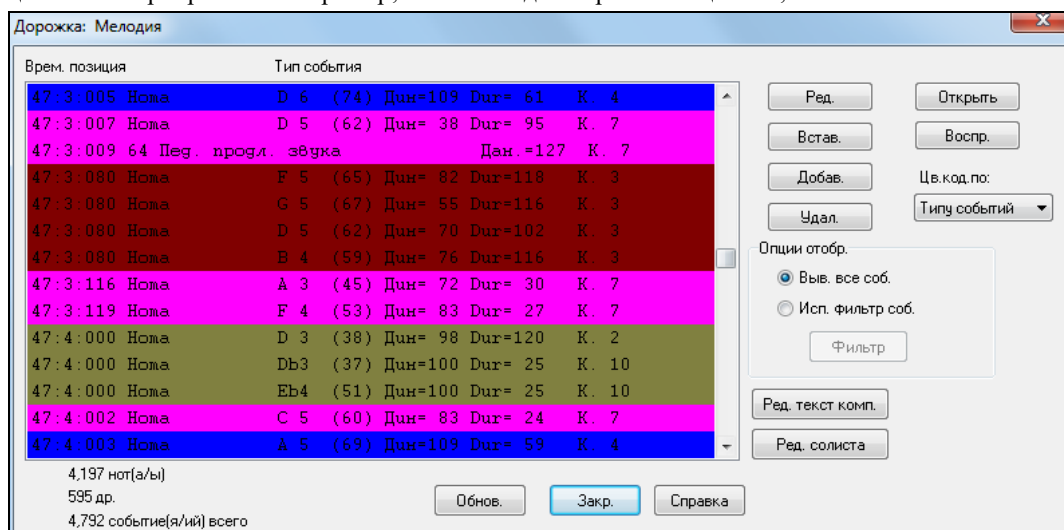 Дорожка: Мелодия
Врем. позиция Тип события
47:3:005 Нота D 6 (74) Дин=109 Dur= 61 К. 4
47:3:007 Нота D 5 (62) Дин= 38 Dur= 95 К. 7
47:3:009 64 Пед. продл. звука Дан.=127 К. 7
47:3:080 Нота F 5 (65) Дин= 82 Dur=118 К. 3
47:3:080 Нота G 5 (67) Дин= 55 Dur=116 К. 3
47:3:080 Нота D 5 (62) Дин= 70 Dur=102 К. 3
47:3:080 Нота B 4 (59) Дин= 76 Dur=116 К. 3
47:3:116 Нота A 3 (45) Дин= 72 Dur= 30 К. 7
47:3:119 Нота F 4 (53) Дин= 83 Dur= 27 К. 7
47:4:000 Нота D 3 (38) Дин= 98 Dur=120 К. 2
47:4:000 Нота Db3 (37) Дин=100 Dur= 25 К. 10
47:4:000 Нота Eb4 (51) Дин=100 Dur= 25 К. 10
47:4:002 Нота C 5 (60) Дин= 83 Dur= 24 К. 7
47:4:003 Нота A 5 (69) Дин=109 Dur= 59 К. 4
Ред. Открыть
Встав. Воспр.
Добав. Цв.код.по:
Удал. Типу событий
Опции отобр.
Выв. все соб.
Исп. фильтр соб.
Фильтр
Ред. текст комп.
Ред. солиста
4,197 нот(а/ы)
595 др.
4,792 событие(я/ий) всего
Обнов. Закр. Справка